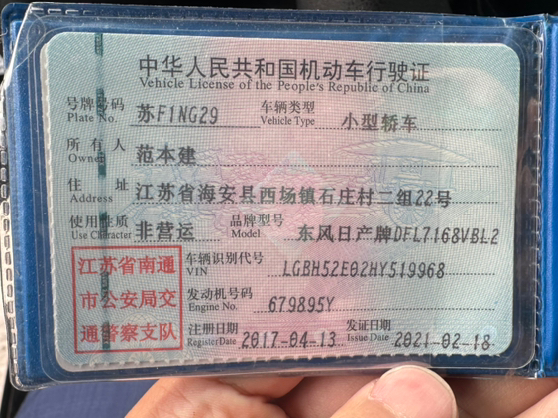 中华人民共和国机动车行驶证
Vehicle License of the People's Republic of China
号牌号码 苏F1NG29 车辆类型 小型轿车
Plate No. Vehicle Type
所有人 范本建
Owner
住址 江苏省海安县西场镇石庄村二组22号
Address
使用性质 非营运 品牌型号 东风日产牌DFL7168VBL2
Use Character Model
江苏省南通
市公安局交
通警察支队
车辆识别代号 LGBH52E02HY519968
VIN
发动机号码 679895Y
Engine No.
注册日期 2017-04-13 发证日期 2021-02-18
Register Date Issue Date